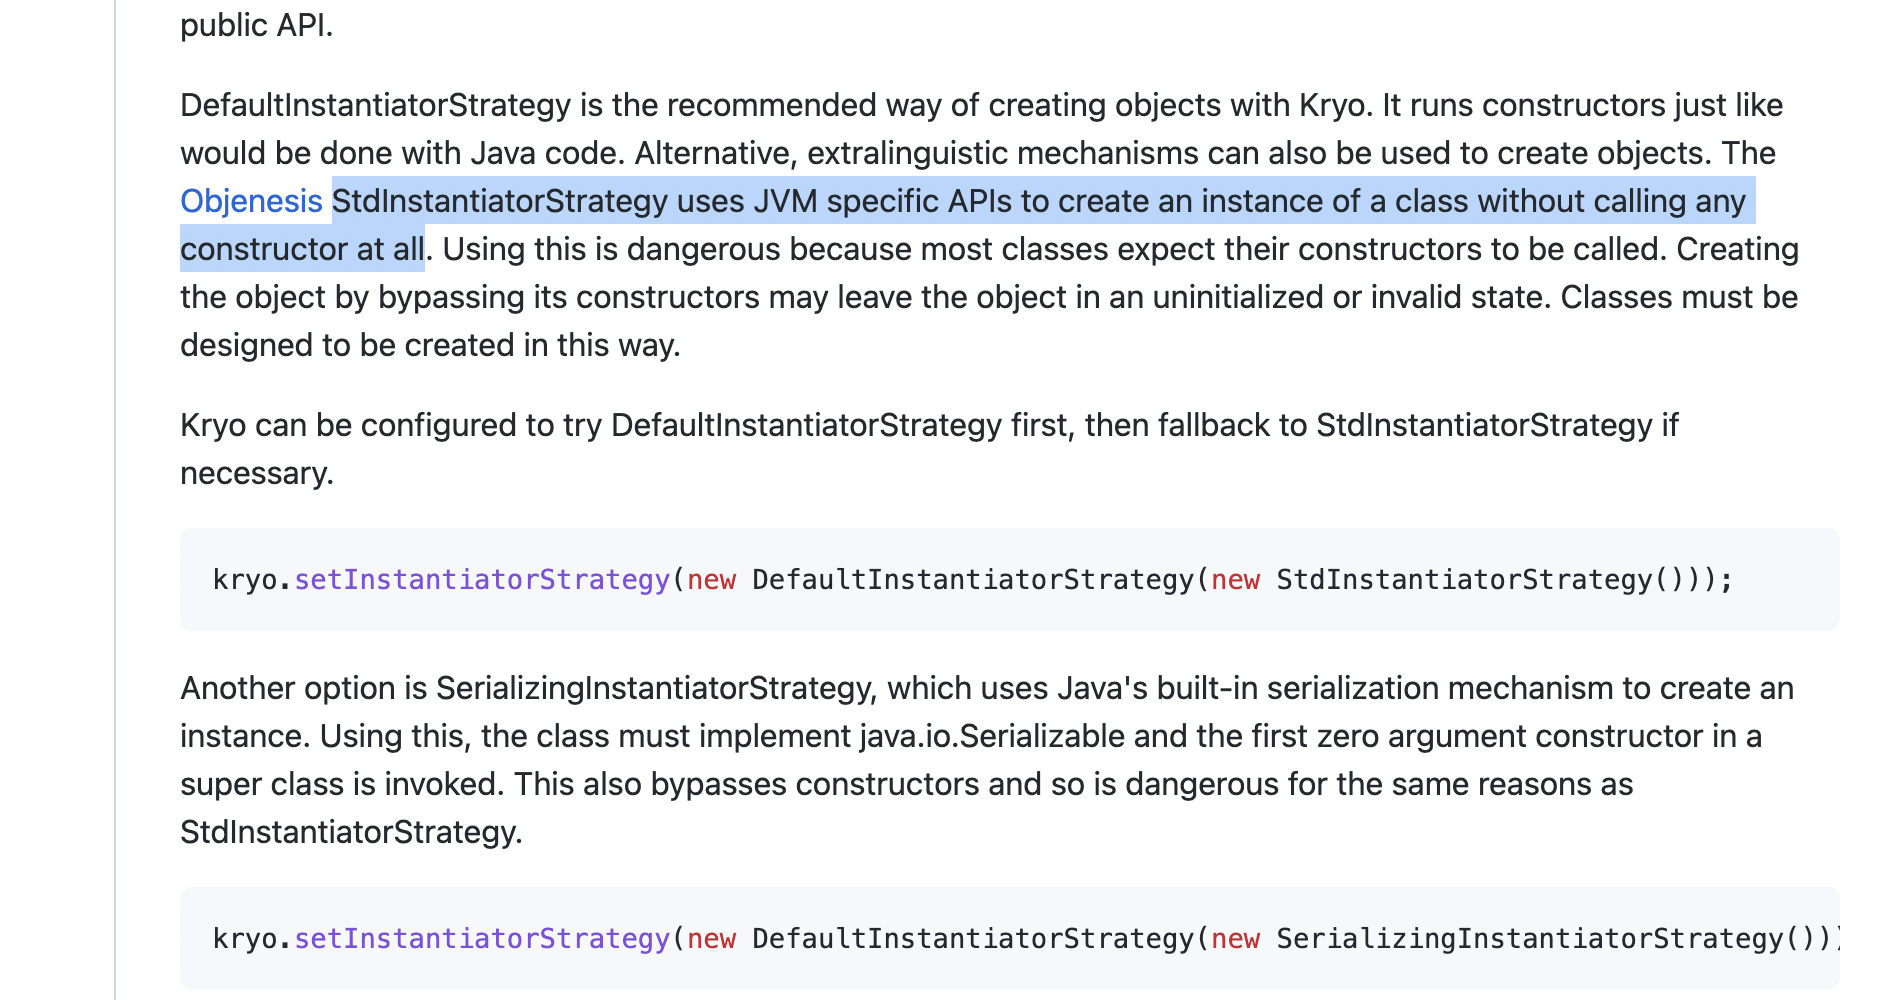 public API.
DefaultInstantiatorStrategy is the recommended way of creating objects with Kryo. It runs constructors just like
would be done with Java code. Alternative, extralinguistic mechanisms can also be used to create objects. The
Objenesis StdInstantiatorStrategy uses JVM specific APIs to create an instance of a class without calling any
constructor at all. Using this is dangerous because most classes expect their constructors to be called. Creating
the object by bypassing its constructors may leave the object in an uninitialized or invalid state. Classes must be
designed to be created in this way.
Kryo can be configured to try DefaultInstantiatorStrategy first, then fallback to StdInstantiatorStrategy if
necessary.
kryo.setInstantiatorStrategy(new DefaultInstantiatorStrategy(new StdInstantiatorStrategy()));
Another option is SerializingInstantiatorStrategy, which uses Java's built-in serialization mechanism to create an
instance. Using this, the class must implement java.io.Serializable and the first zero argument constructor in a
super class is invoked. This also bypasses constructors and so is dangerous for the same reasons as
StdInstantiatorStrategy.
kryo.setInstantiatorStrategy(new DefaultInstantiatorStrategy(new SerializingInstantiatorStrategy()))